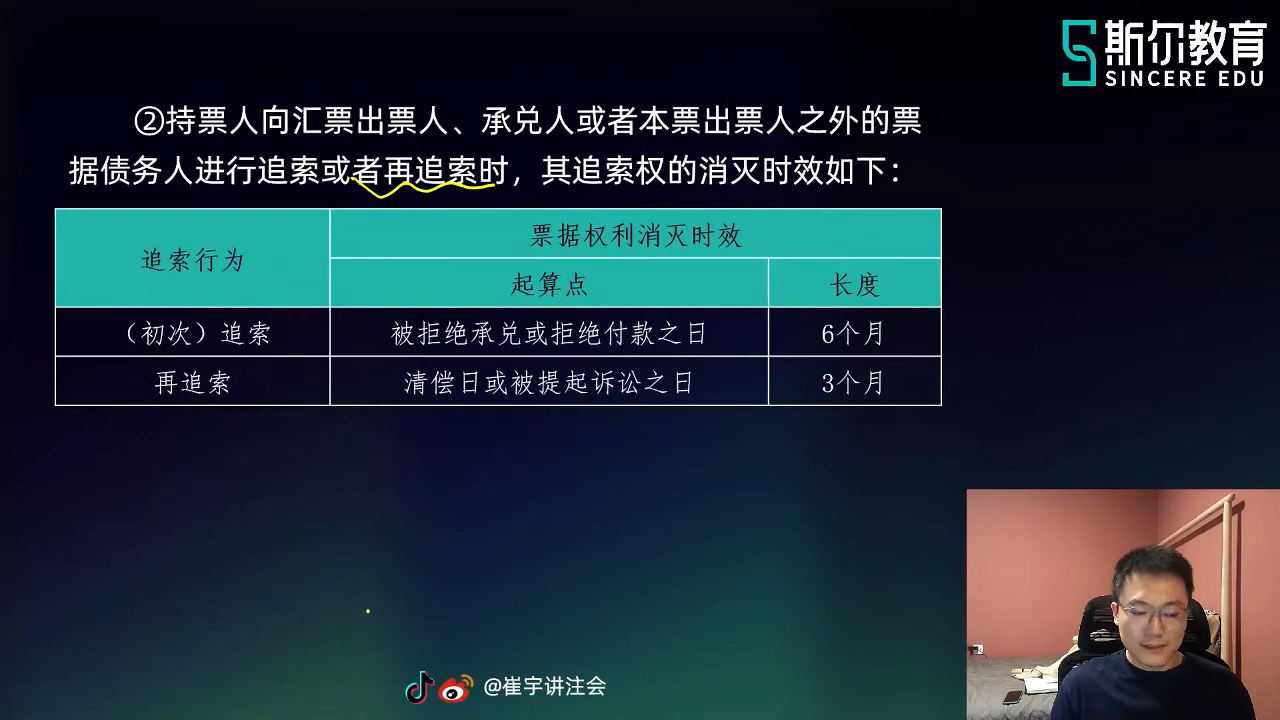 斯尔教育
SINCERE EDU
②持票人向汇票出票人、承兑人或者本票出票人之外的票
据债务人进行追索或者再追索时，其追索权的消灭时效如下：
追索行为
票据权利消灭时效
起算点
长度
（初次）追索
被拒绝承兑或拒绝付款之日
6个月
再追索
清偿日或被提起诉讼之日
3个月
@崔宇讲注会